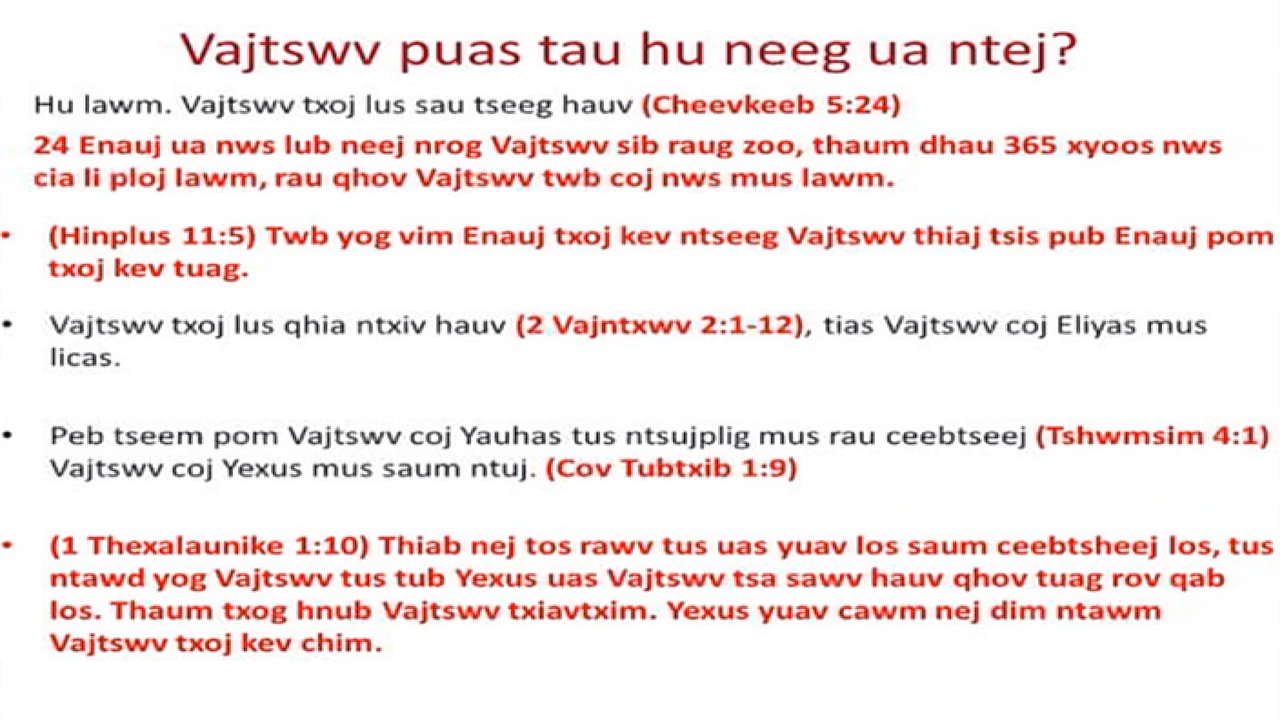 Vajtswv puas tau hu neeg ua ntej?
Hu lawm. Vajtswv txoj lus sau tseeg hauv (Cheevkeeb 5:24)
24 Enauj ua nws lub neej nrog Vajtswv sib raug zoo, thaum dhau 365 xyoos nws
cia li ploj lawm, rau qhov Vajtswv twb coj nws mus lawm.
• (Hinplus 11:5) Twb yog vim Enauj txoj kev ntseeg Vajtswv thiaj tsis pub Enauj pom
txoj kev tuag.
• Vajtswv txoj lus qhia ntxiv hauv (2 Vajntxwv 2:1-12), tias Vajtswv coj Eliyas mus
licas.
• Peb tseem pom Vajtswv coj Yauhas tus ntsujplig mus rau ceebtseej (Tshwmsim 4:1)
Vajtswv coj Yexus mus saum ntuj. (Cov Tubtxib 1:9)
• (1 Thexalaunike 1:10) Thiab nej tos rawv tus uas yuav los saum ceebtsheej los, tus
ntawd yog Vajtswv tus tub Yexus uas Vajtswv tsa sawv hauv qhov tuag rov qab
los. Thaum txog hnub Vajtswv txiavtxim. Yexus yuav cawm nej dim ntawm
Vajtswv txoj kev chim.